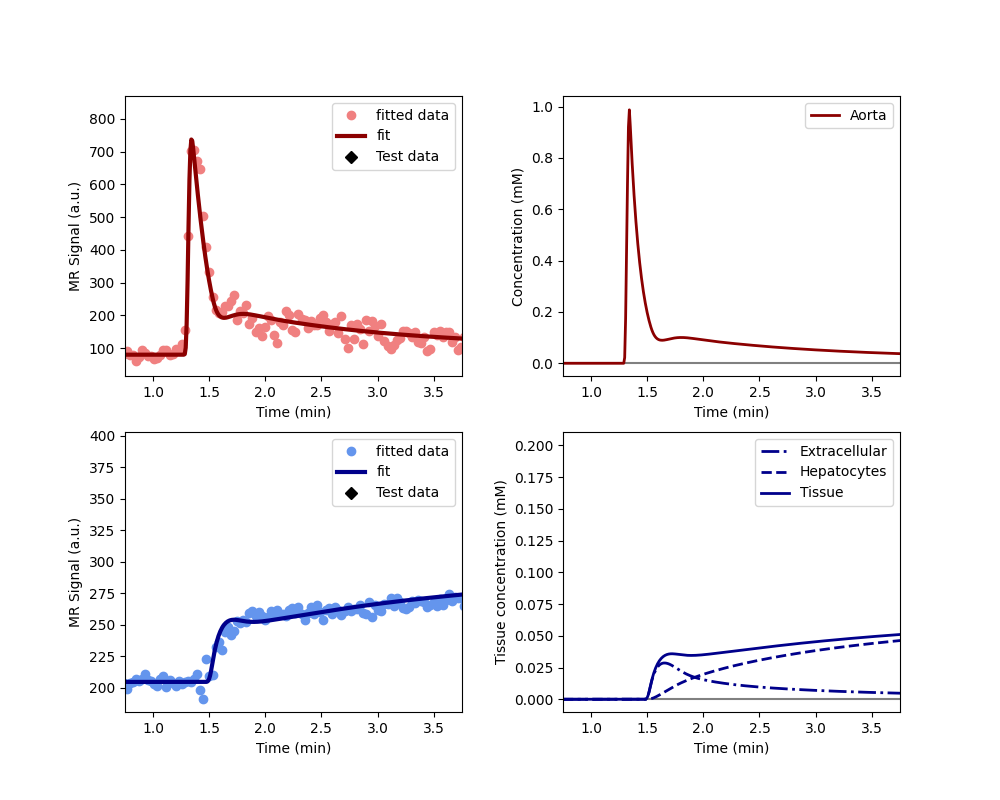 800
700
600
500
400
300
200
100
MR Signal (a.u.)
fitted data
fit
Test data
1.0 1.5 2.0 2.5 3.0 3.5
Time (min)
1.0
0.8
0.6
0.4
0.2
0.0
Concentration (mM)
Aorta
1.0 1.5 2.0 2.5 3.0 3.5
Time (min)
400
375
350
325
300
275
250
225
200
MR Signal (a.u.)
fitted data
fit
Test data
1.0 1.5 2.0 2.5 3.0 3.5
Time (min)
0.200
0.175
0.150
0.125
0.100
0.075
0.050
0.025
0.000
Tissue concentration (mM)
Extracellular
Hepatocytes
Tissue
1.0 1.5 2.0 2.5 3.0 3.5
Time (min)